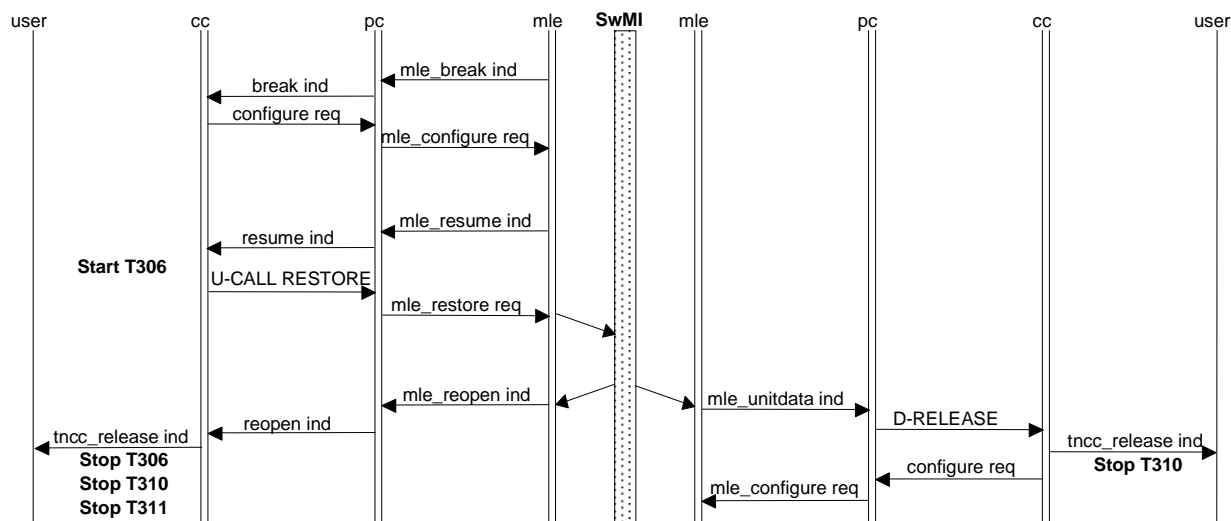 user cc pc mle SwMI mle pc cc user
mle_break ind
break ind
configure req
mle_configure req
mle_resume ind
resume ind
Start T306
U-CALL RESTORE
mle_restore req
mle_reopen ind
mle_unitdata ind
reopen ind
D-RELEASE
tncc_release ind
tncc_release ind
Stop T306
Stop T310
configure req
Stop T310
mle_configure req
Stop T311